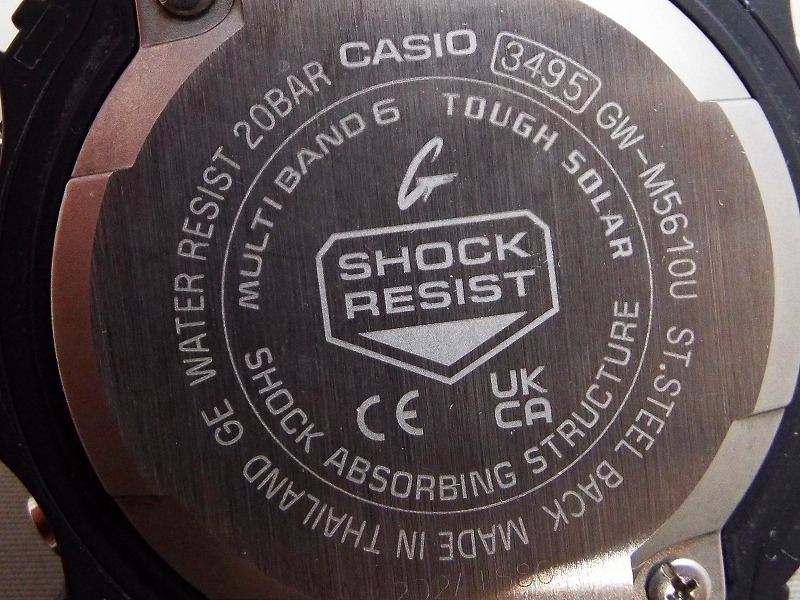 CASIO 3495 GW-M5610U ST.STEEL BACK MADE IN THAILAND GE WATER RESIST 20BAR
MULTI BAND 6 TOUGH SOLAR
G
SHOCK
RESIST
CE
UK
CA
SHOCK ABSORBING STRUCTURE